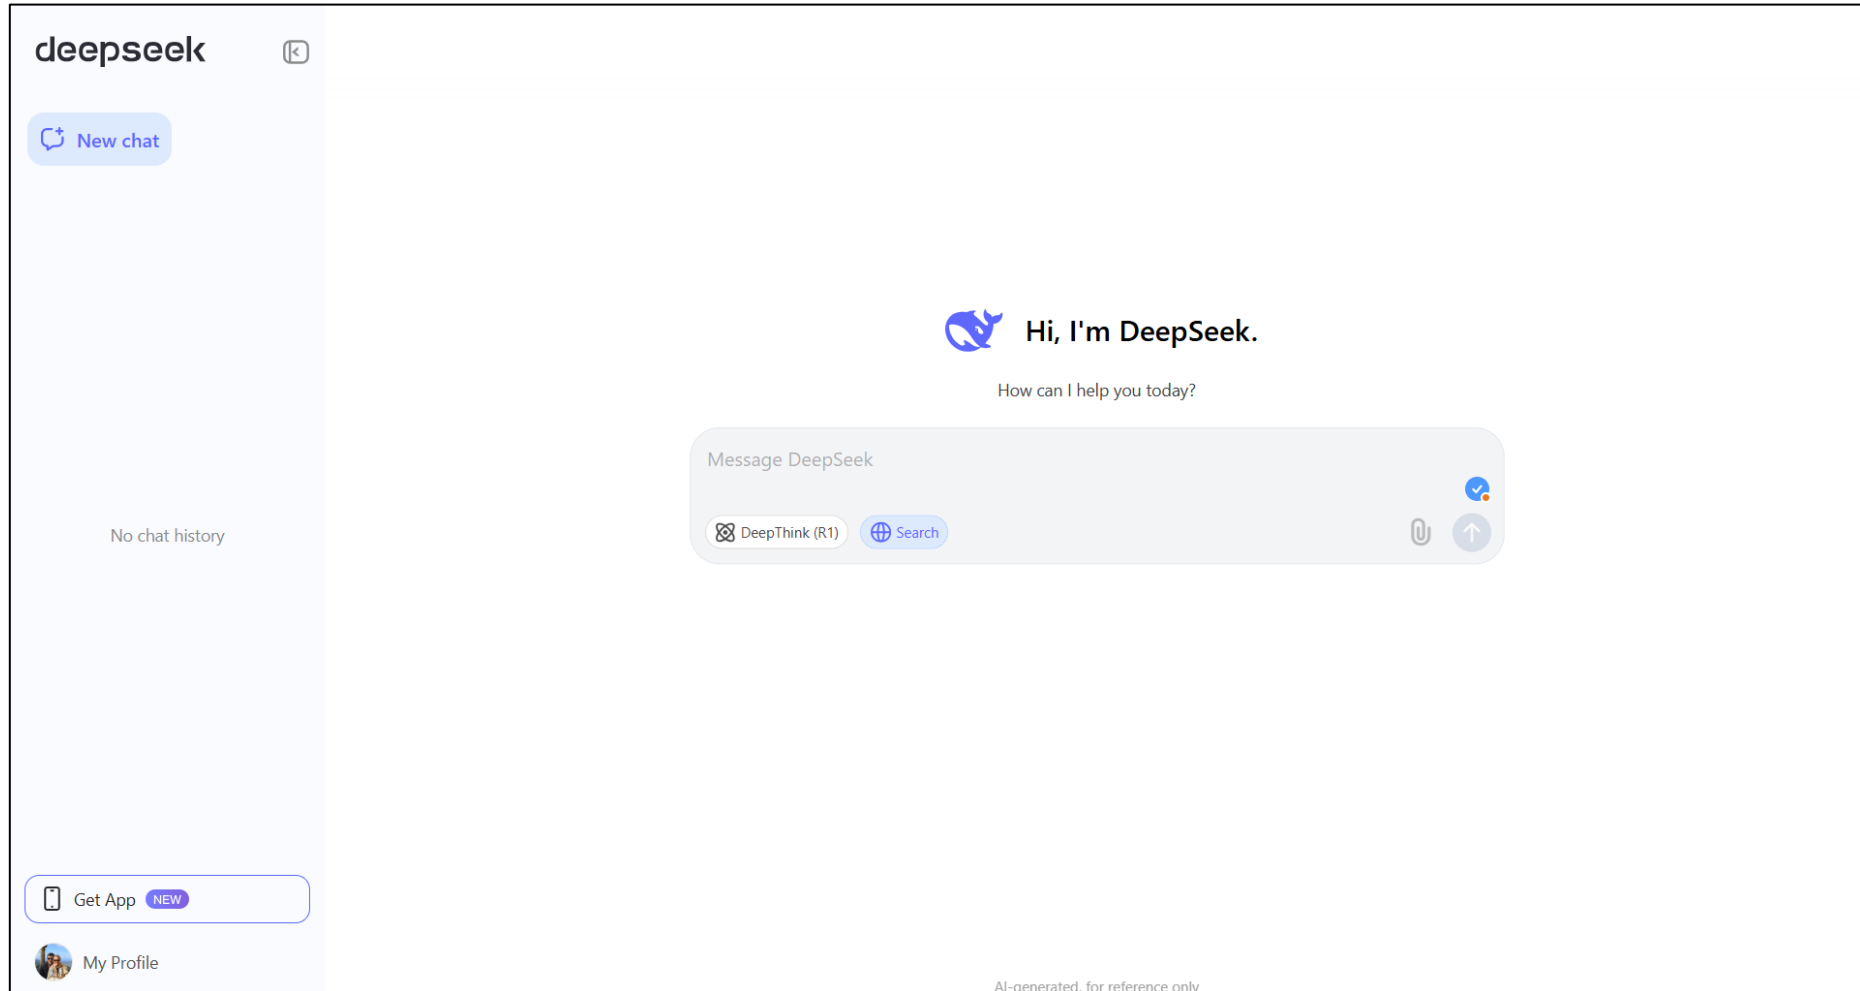 deepseek
New chat
No chat history
Get App NEW
My Profile
Hi, I'm DeepSeek.
How can I help you today?
Message DeepSeek
DeepThink (R1) Search
AI-generated, for reference only